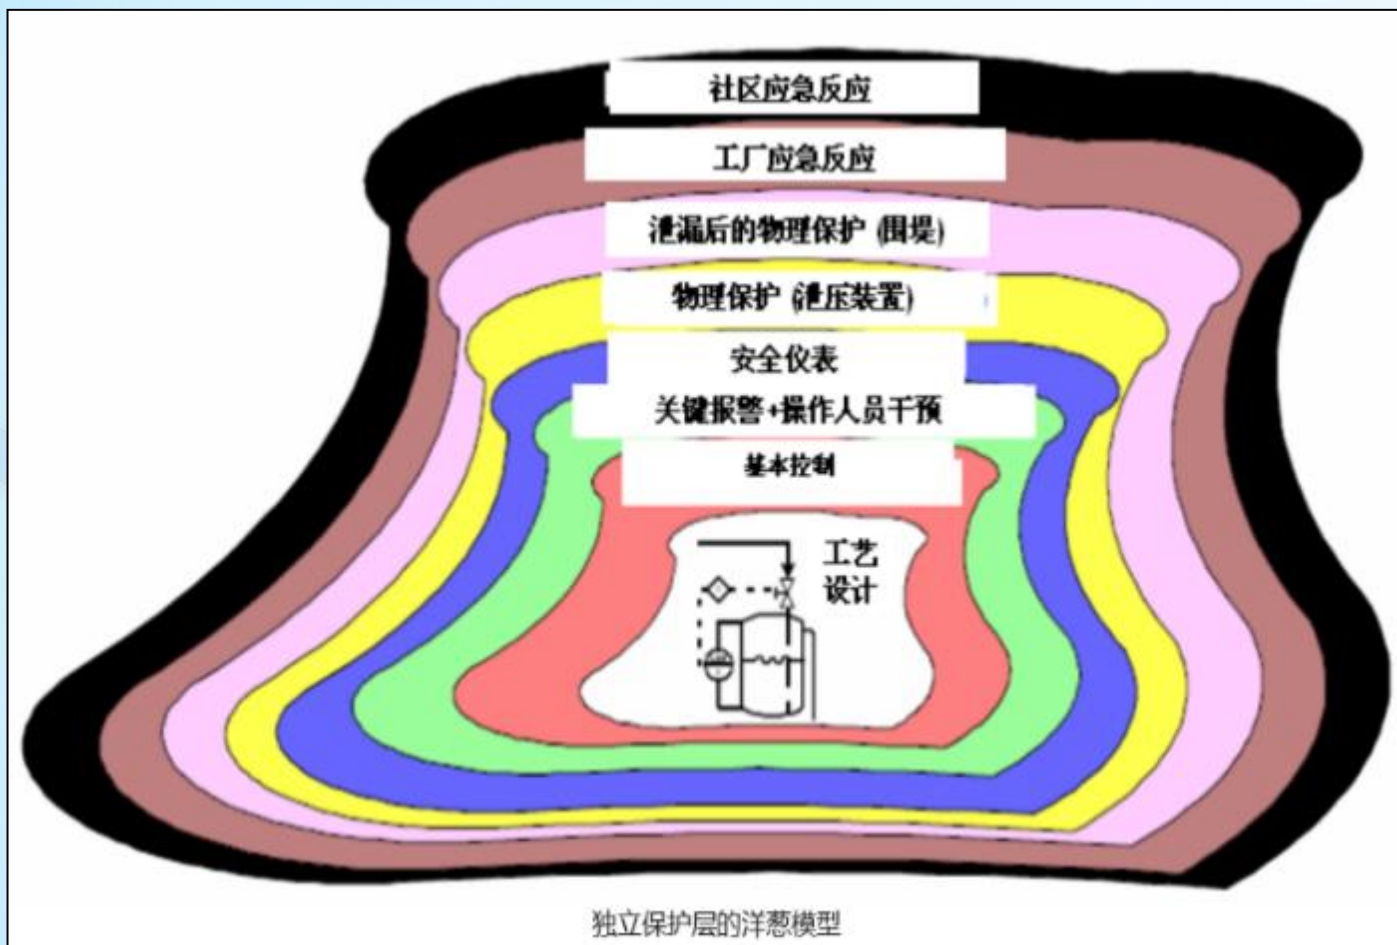 社区应急反应
工厂应急反应
泄漏后的物理保护 (围堤)
物理保护 (泄压装置)
安全仪表
关键报警+操作人员干预
基本控制
工艺
设计
独立保护层的洋葱模型